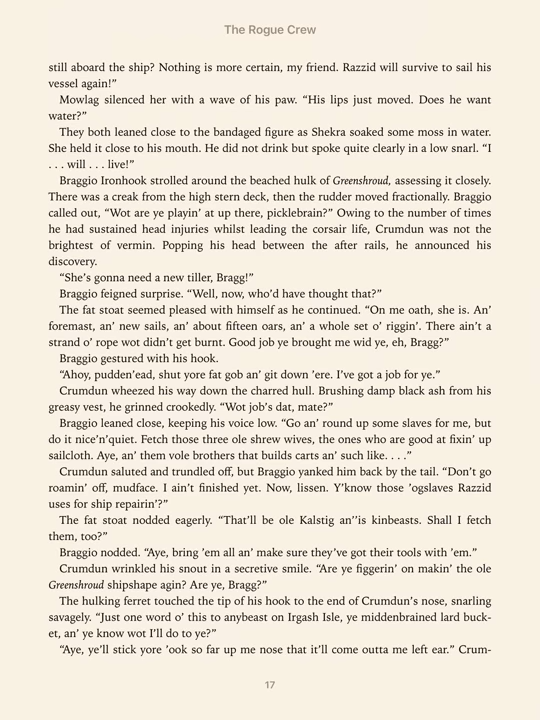 The Rogue Crew
still aboard the ship? Nothing is more certain, my friend. Razzid will survive to sail his
vessel again!”
Mowlag silenced her with a wave of his paw. “His lips just moved. Does he want
water?”
They both leaned close to the bandaged figure as Shekra soaked some moss in water.
She held it close to his mouth. He did not drink but spoke quite clearly in a low snarl. “I
. . . will . . . live!”
Braggio Ironhook strolled around the beached hulk of Greenshroud, assessing it closely.
There was a creak from the high stern deck, then the rudder moved fractionally. Braggio
called out, “Wot are ye playin’ at up there, picklebrain?” Owing to the number of times
he had sustained head injuries whilst leading the corsair life, Crumdun was not the
brightest of vermin. Popping his head between the after rails, he announced his
discovery.
“She’s gonna need a new tiller, Bragg!”
Braggio feigned surprise. “Well, now, who’d have thought that?”
The fat stoat seemed pleased with himself as he continued. “On me oath, she is. An’
foremast, an’ new sails, an’ about fifteen oars, an’ a whole set o’ riggin’. There ain’t a
strand o’ rope wot didn’t get burnt. Good job ye brought me wid ye, eh, Bragg?”
Braggio gestured with his hook.
“Ahoy, pudden’ead, shut yore fat gob an’ git down ’ere. I’ve got a job for ye.”
Crumdun wheezed his way down the charred hull. Brushing damp black ash from his
greasy vest, he grinned crookedly. “Wot job’s dat, mate?”
Braggio leaned close, keeping his voice low. “Go an’ round up some slaves for me, but
do it nice’n’quiet. Fetch those three ole shrew wives, the ones who are good at fixin’ up
sailcloth. Aye, an’ them vole brothers that builds carts an’ such like. . . .”
Crumdun saluted and trundled off, but Braggio yanked him back by the tail. “Don’t go
roamin’ off, mudface. I ain’t finished yet. Now, lissen. Y’know those ’ogslaves Razzid
uses for ship repairin’?”
The fat stoat nodded eagerly. “That’ll be ole Kalstig an’’is kinbeasts. Shall I fetch
them, too?”
Braggio nodded. “Aye, bring ’em all an’ make sure they’ve got their tools with ’em.”
Crumdun wrinkled his snout in a secretive smile. “Are ye figgerin’ on makin’ the ole
Greenshroud shipshape agin? Are ye, Bragg?”
The hulking ferret touched the tip of his hook to the end of Crumdun’s nose, snarling
savagely. “Just one word o’ this to anybeast on Irgash Isle, ye middenbrained lard buck-
et, an’ ye know wot I’ll do to ye?”
“Aye, ye’ll stick yore ’ook so far up me nose that it’ll come outta me left ear.” Crum-
17